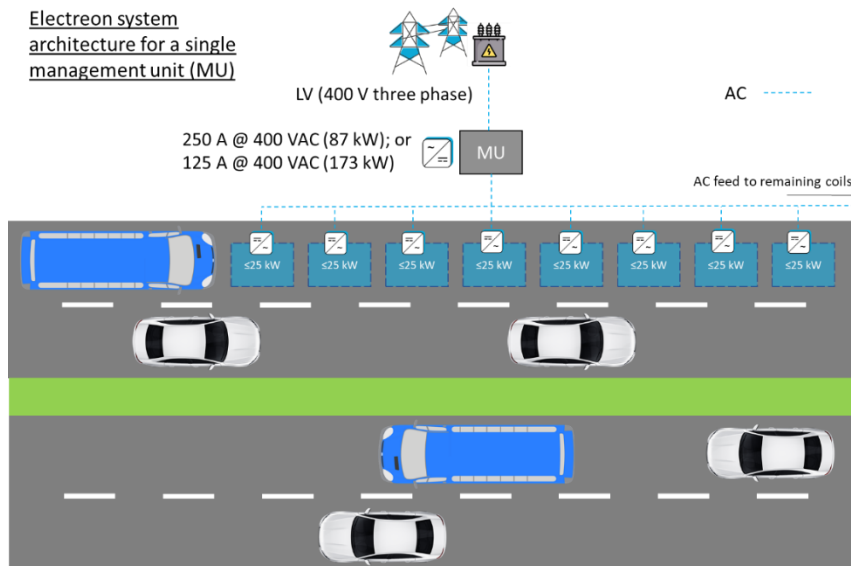 Electreon system
architecture for a single
management unit (MU)
LV (400 V three phase)
AC
250 A @ 400 VAC (87 kW); or
125 A @ 400 VAC (173 kW)
MU
AC feed to remaining coils
≤25 kW
≤25 kW
≤25 kW
≤25 kW
≤25 kW
≤25 kW
≤25 kW
≤25 kW